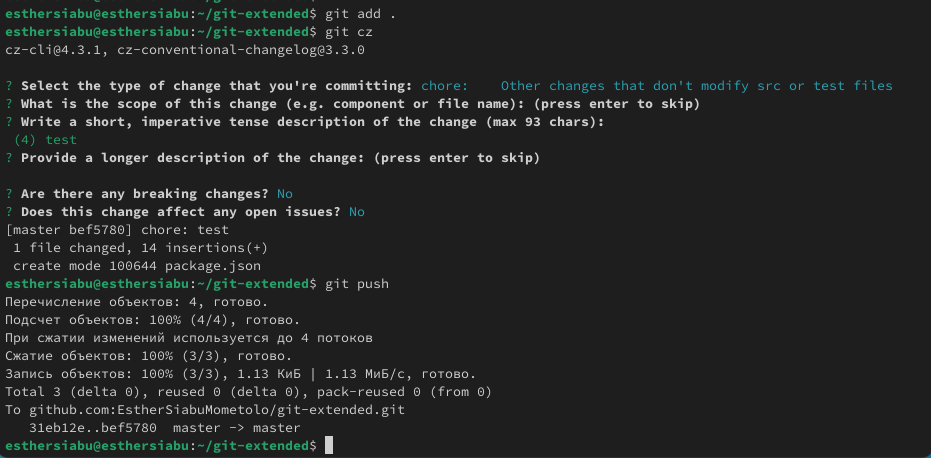 esthersiabu@esthersiabu:~/git-extended$ git add .
esthersiabu@esthersiabu:~/git-extended$ git cz
cz-cli@4.3.1, cz-conventional-changelog@3.3.0
? Select the type of change that you're committing: chore:    Other changes that don't modify src or test files
? What is the scope of this change (e.g. component or file name): (press enter to skip)
? Write a short, imperative tense description of the change (max 93 chars):
 (4) test
? Provide a longer description of the change: (press enter to skip)
? Are there any breaking changes? No
? Does this change affect any open issues? No
[master bef5780] chore: test
 1 file changed, 14 insertions(+)
 create mode 100644 package.json
esthersiabu@esthersiabu:~/git-extended$ git push
Перечисление объектов: 4, готово.
Подсчет объектов: 100% (4/4), готово.
При сжатии изменений используется до 4 потоков
Сжатие объектов: 100% (3/3), готово.
Запись объектов: 100% (3/3), 1.13 КиБ | 1.13 МиБ/с, готово.
Total 3 (delta 0), reused 0 (delta 0), pack-reused 0 (from 0)
To github.com:EstherSiabuMometolo/git-extended.git
   31eb12e..bef5780  master -> master
esthersiabu@esthersiabu:~/git-extended$